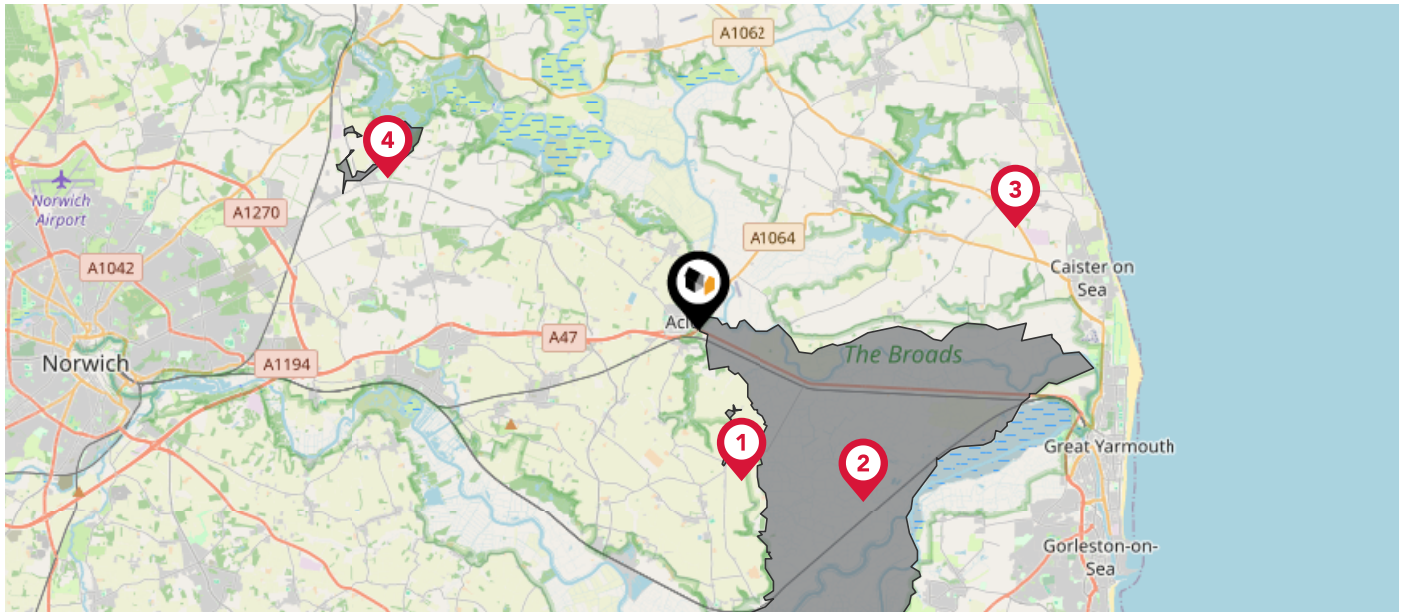 A1062
4
Norwich
Airport
A1270
3
A1064
A1042
Caister on
Sea
Acle
A47
The Broads
Norwich
A1194
1
2
Great Yarmouth
Gorleston-on-
Sea